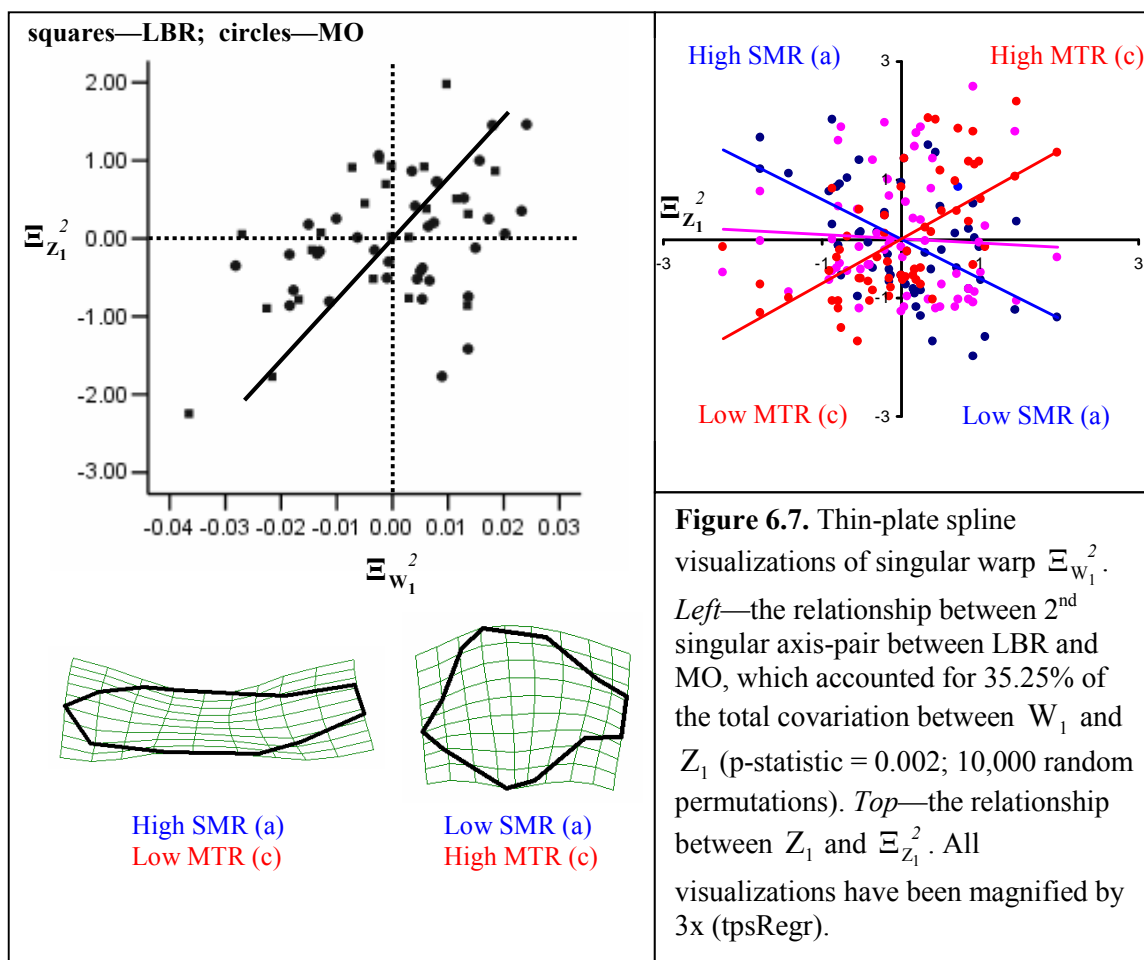 squares—LBR; circles—MO
2.00
1.00
0.00
-1.00
-2.00
-3.00
Ξ Z₁ ²
-0.04 -0.03 -0.02 -0.01 0.00 0.01 0.02 0.03
Ξ W₁ ²
High SMR (a)
Low MTR (c)
Low SMR (a)
High MTR (c)
High SMR (a) High MTR (c)
3
1
Ξ Z₁ ²
-3 -1 1 3
-1
Low MTR (c) Low SMR (a)
-3
Figure 6.7. Thin-plate spline
visualizations of singular warp Ξ W₁ ² .
Left—the relationship between 2nd
singular axis-pair between LBR and
MO, which accounted for 35.25% of
the total covariation between W₁ and
Z₁ (p-statistic = 0.002; 10,000 random
permutations). Top—the relationship
between Z₁ and Ξ Z₁ ² . All
visualizations have been magnified by
3x (tpsRegr).